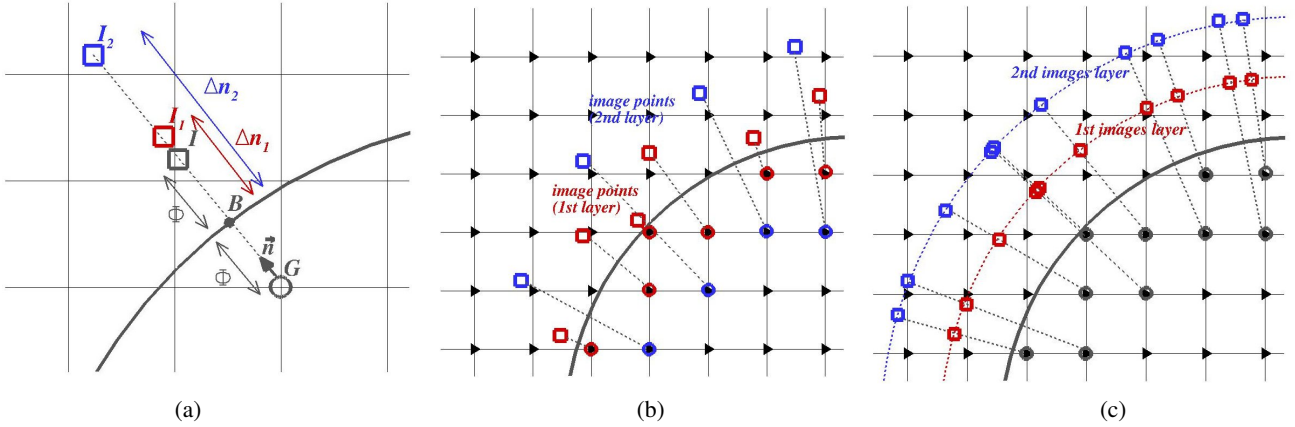 I₂
Δn₂
I₁
I
Δn₁
Φ
B
n⃗
G
Φ
(a)
image points
(2nd layer)
image points
(1st layer)
(b)
2nd images layer
1st images layer
(c)